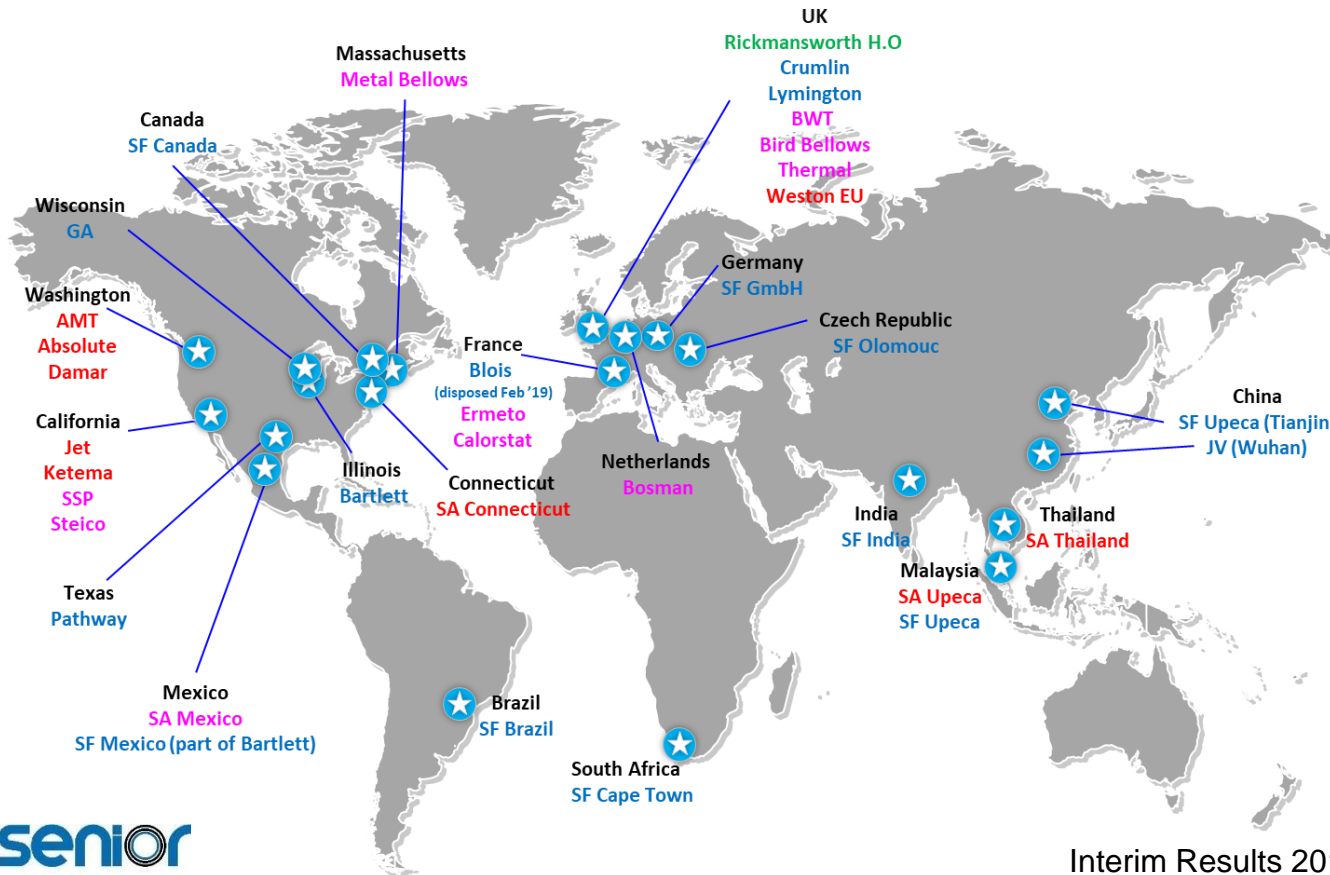 UK
Rickmansworth H.O
Crumlin
Lymington
BWT
Bird Bellows
Thermal
Weston EU
Massachusetts
Metal Bellows
Canada
SF Canada
Wisconsin
GA
Washington
AMT
Absolute
Damar
California
Jet
Ketema
SSP
Steico
Texas
Pathway
Mexico
SA Mexico
SF Mexico (part of Bartlett)
Illinois
Bartlett
Connecticut
SA Connecticut
France
Blois
(disposed Feb '19)
Ermeto
Calorstat
Germany
SF GmbH
Czech Republic
SF Olomouc
Netherlands
Bosman
China
SF Upeca (Tianjin
JV (Wuhan)
India
SF India
Thailand
SA Thailand
Malaysia
SA Upeca
SF Upeca
Brazil
SF Brazil
South Africa
SF Cape Town
senior
Interim Results 20